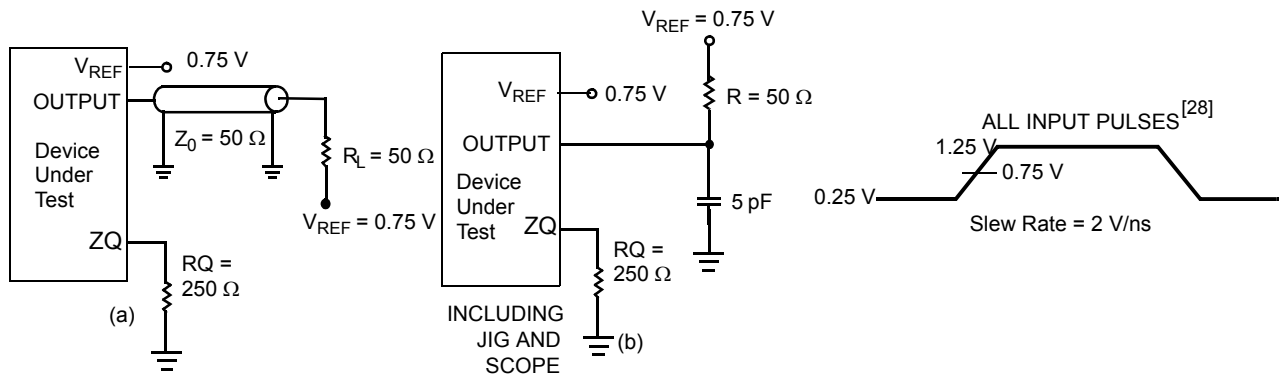 VREF
0.75 V
OUTPUT
Z0 = 50 Ω
Device
Under
Test
RL = 50 Ω
VREF = 0.75 V
ZQ
RQ =
250 Ω
(a)
VREF = 0.75 V
VREF
0.75 V
R = 50 Ω
OUTPUT
Device
Under
Test
5 pF
ZQ
RQ =
250 Ω
INCLUDING
JIG AND
SCOPE
(b)
ALL INPUT PULSES[28]
1.25 V
0.75 V
0.25 V
Slew Rate = 2 V/ns